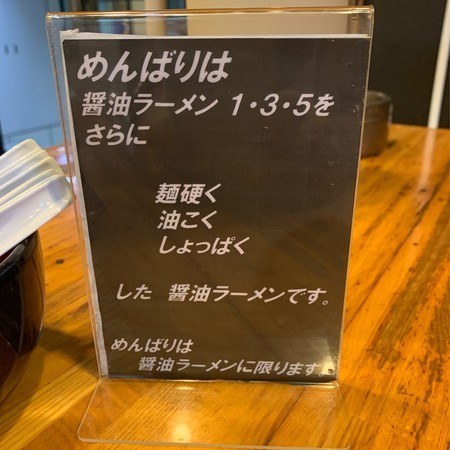 めんばりは
醤油ラーメン 1・3・5を
さらに
麺硬く
油こく
しょっぱく
した 醤油ラーメンです。
めんばりは
醤油ラーメンに限ります。